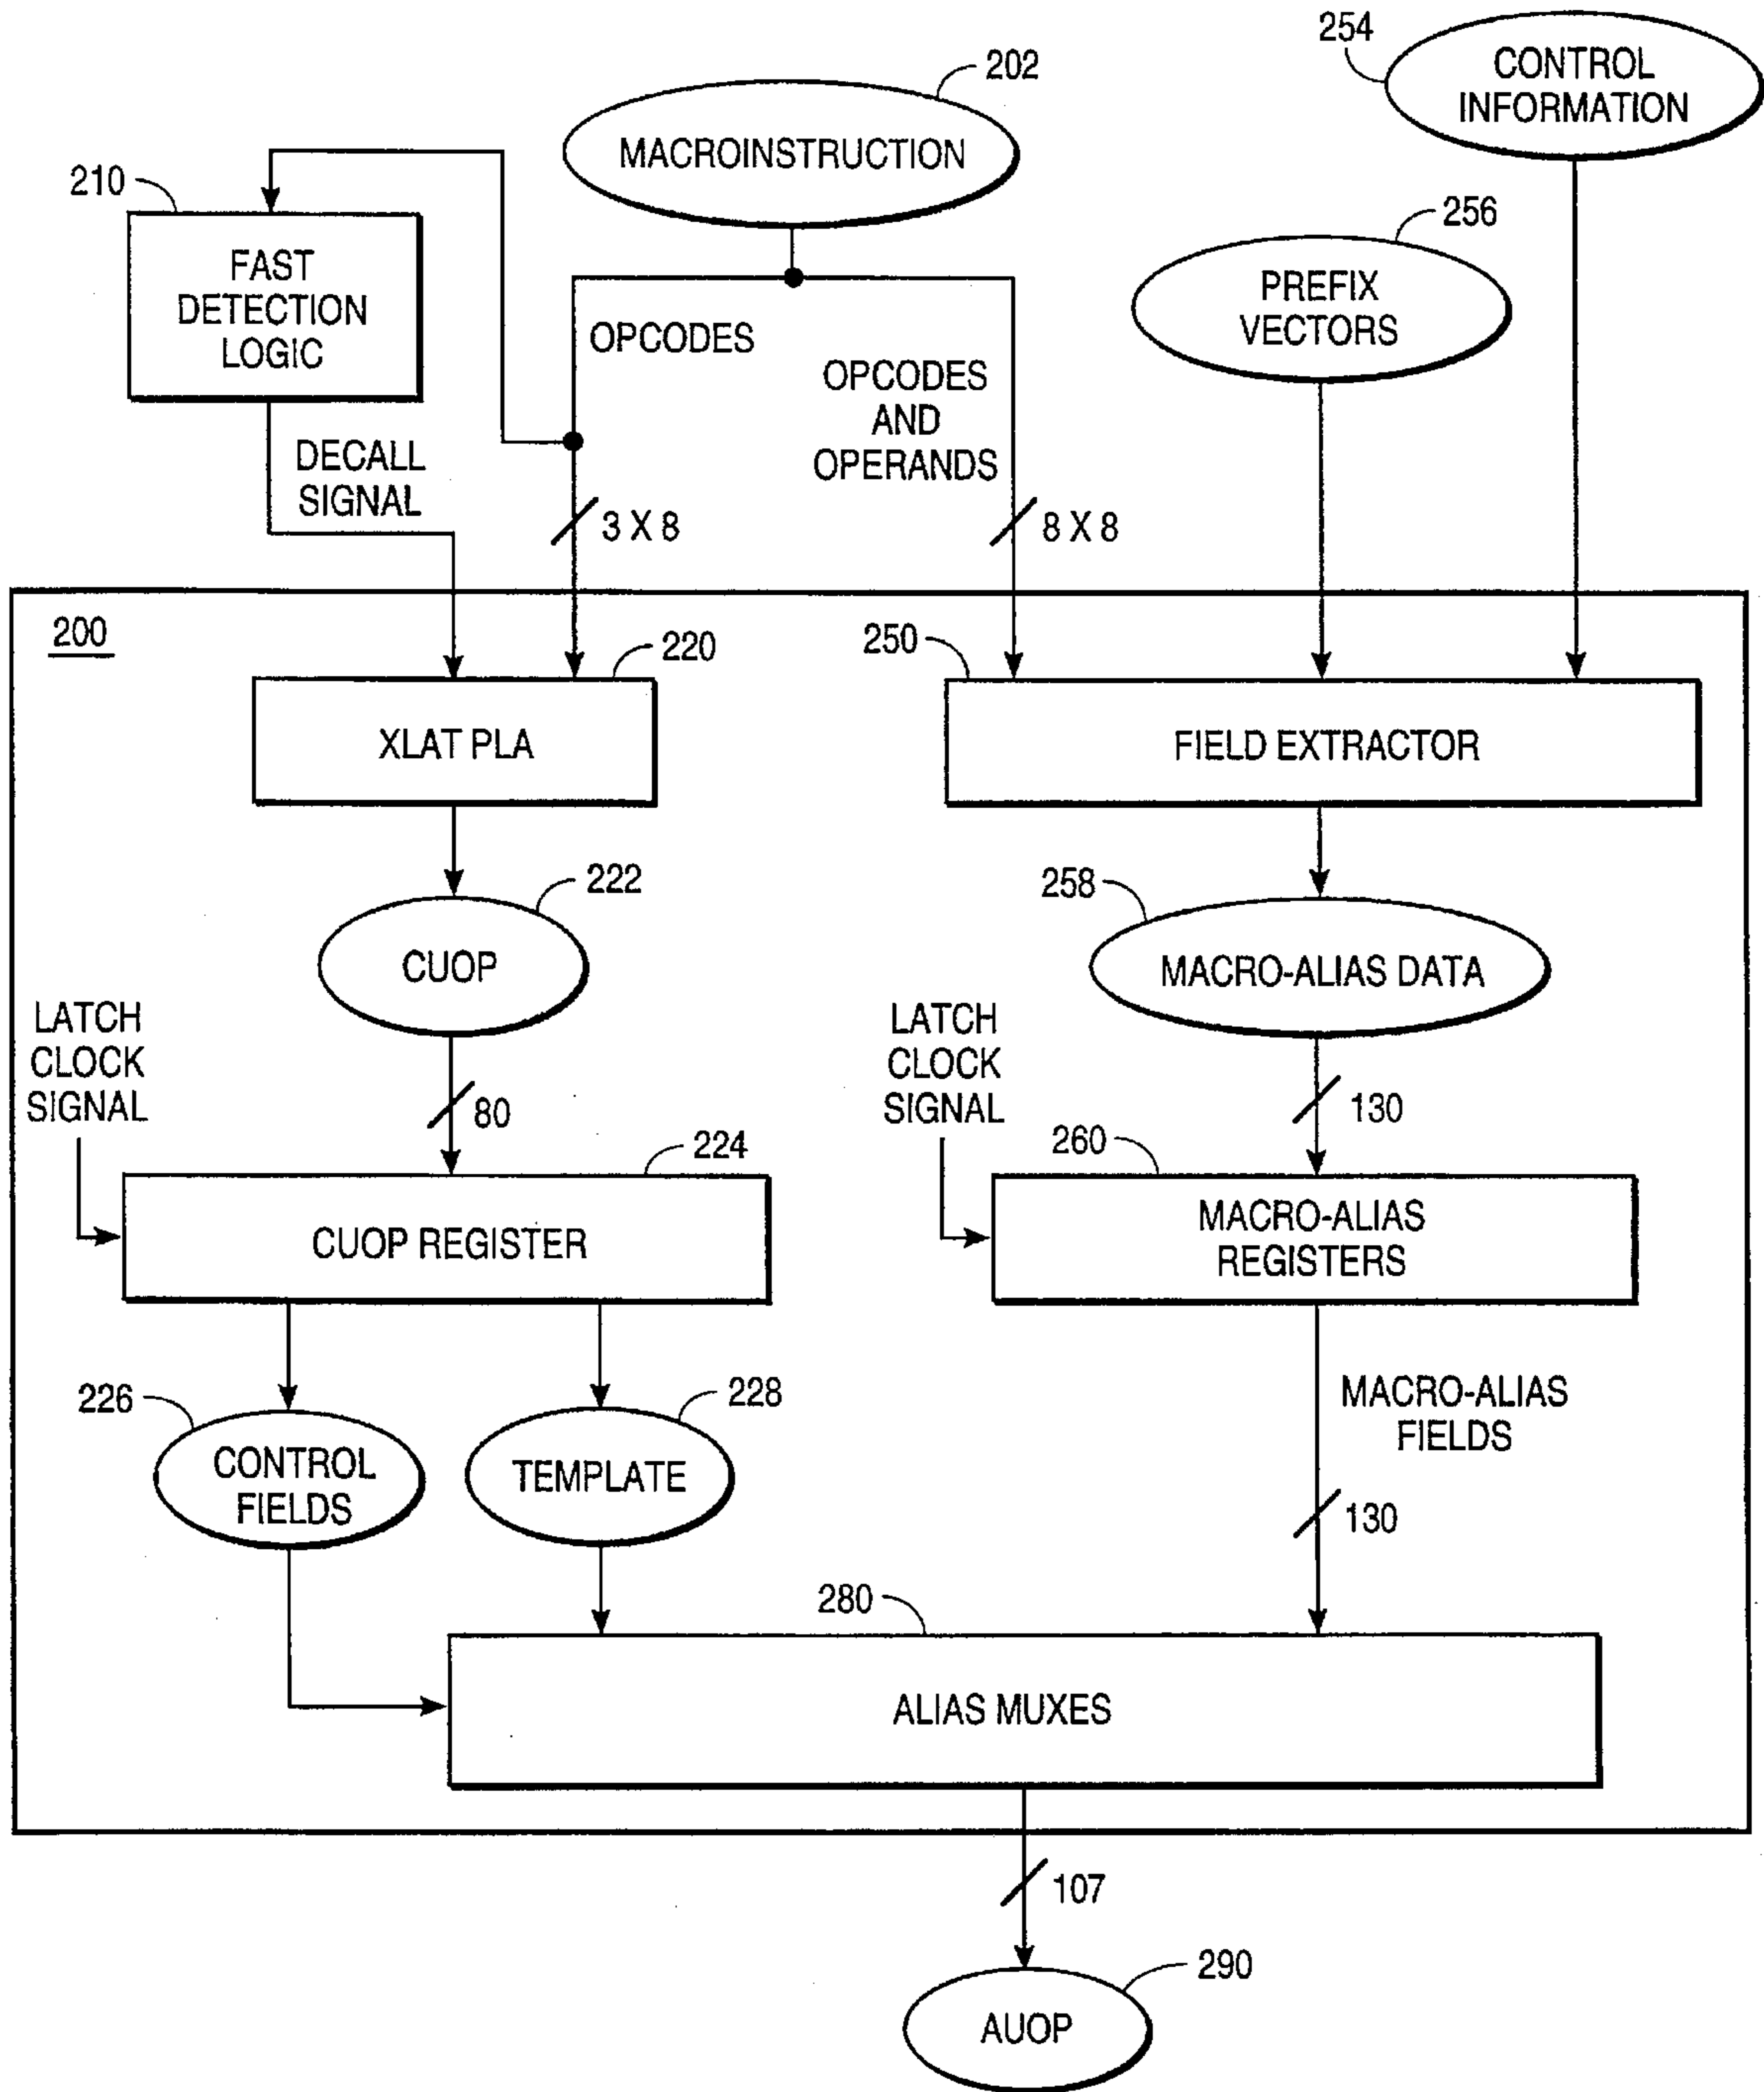 254
CONTROL
INFORMATION
202
MACROINSTRUCTION
210
FAST
DETECTION
LOGIC
256
PREFIX
VECTORS
OPCODES
OPCODES
AND
OPERANDS
DECALL
SIGNAL
3 X 8
8 X 8
200
220
XLAT PLA
250
FIELD EXTRACTOR
222
CUOP
258
MACRO-ALIAS DATA
LATCH
CLOCK
SIGNAL
80
LATCH
CLOCK
SIGNAL
130
224
CUOP REGISTER
260
MACRO-ALIAS
REGISTERS
226
CONTROL
FIELDS
228
TEMPLATE
MACRO-ALIAS
FIELDS
130
280
ALIAS MUXES
107
290
AUOP